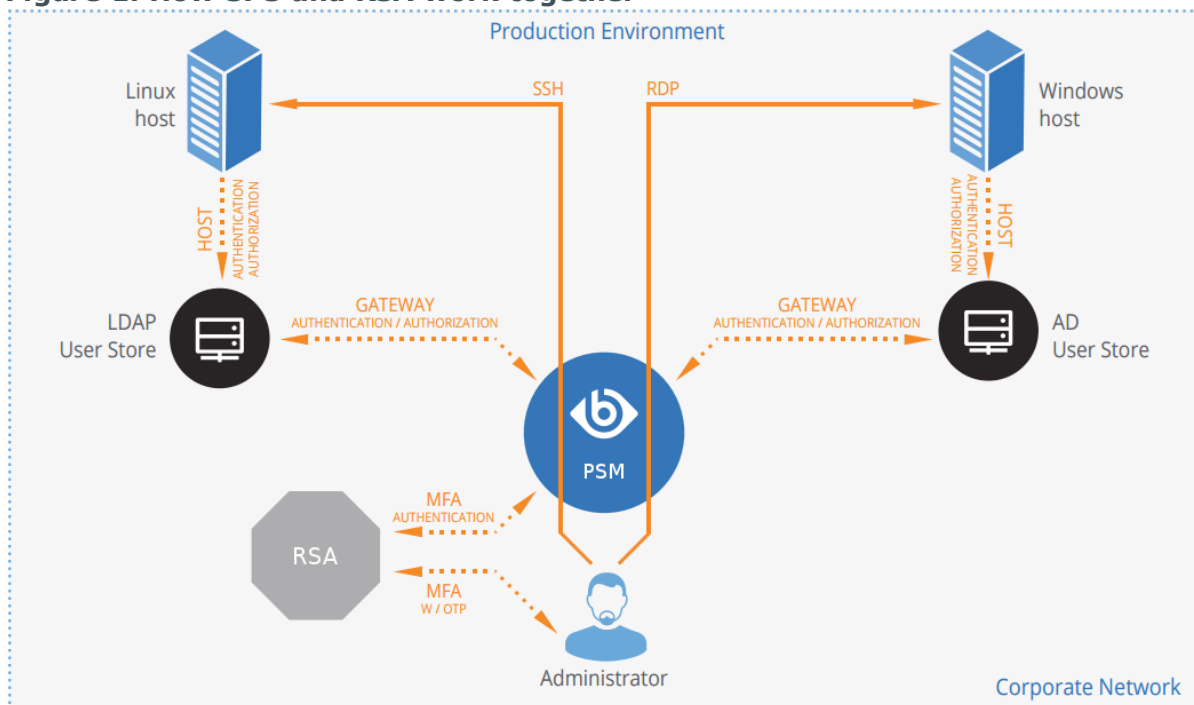 Production Environment
SSH
RDP
Linux
host
Windows
host
HOST
AUTHENTICATION
AUTHORIZATION
AUTHORIZATION
AUTHENTICATION
HOST
LDAP
User Store
GATEWAY
AUTHENTICATION / AUTHORIZATION
GATEWAY
AUTHENTICATION / AUTHORIZATION
AD
User Store
PSM
MFA
AUTHENTICATION
RSA
MFA
W / OTP
Administrator
Corporate Network